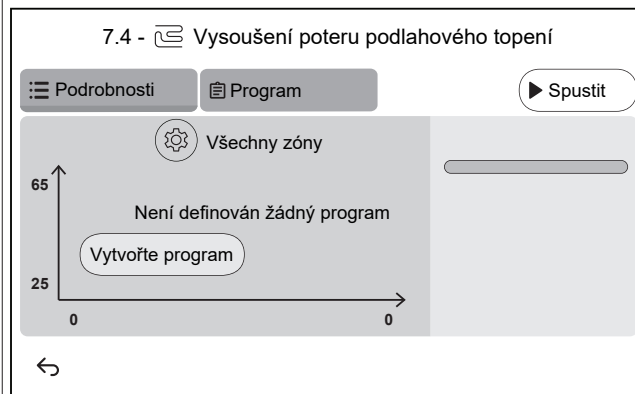 7.4 - Vysoušení poteru podlahového topení
Podrobnosti
Program
Spustit
Všechny zóny
65
Není definován žádný program
Vytvořte program
25
0
0